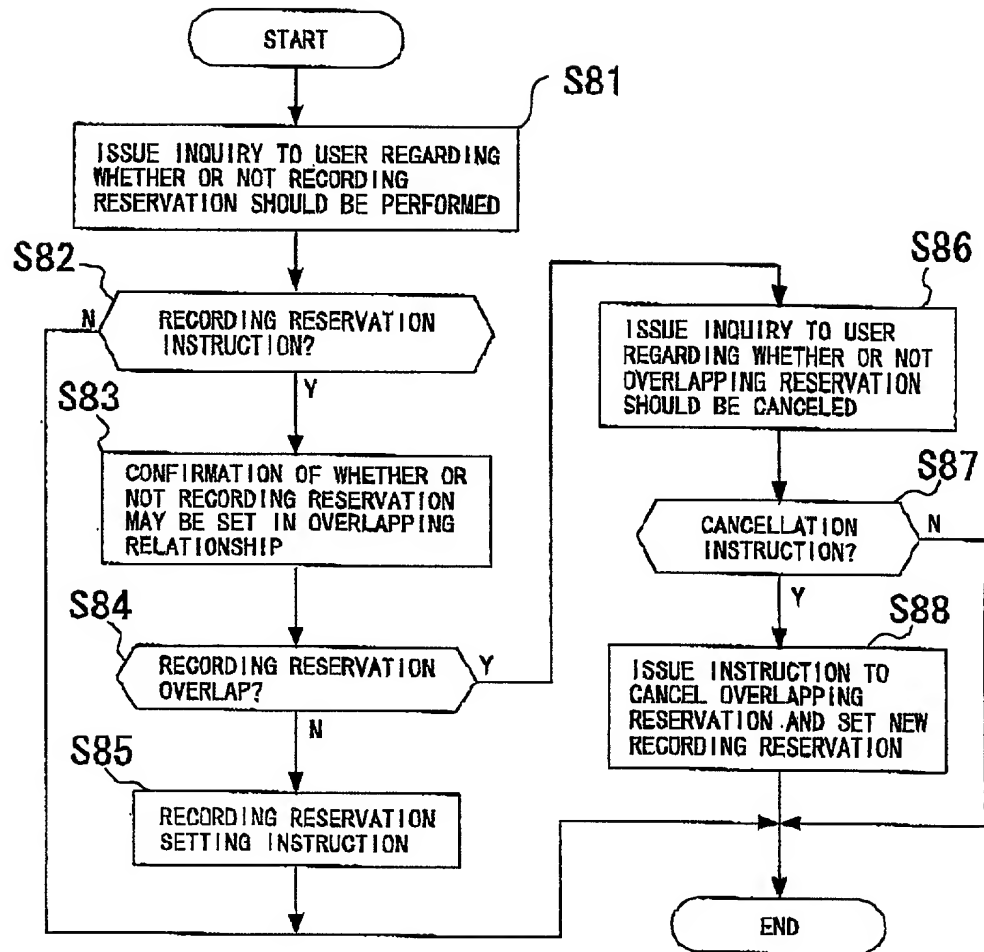 START
S81
ISSUE INQUIRY TO USER REGARDING
WHETHER OR NOT RECORDING
RESERVATION SHOULD BE PERFORMED
S82
N
RECORDING RESERVATION
INSTRUCTION?
Y
S83
CONFIRMATION OF WHETHER OR
NOT RECORDING RESERVATION
MAY BE SET IN OVERLAPPING
RELATIONSHIP
S84
RECORDING RESERVATION
OVERLAP?
Y
N
S85
RECORDING RESERVATION
SETTING INSTRUCTION
S86
ISSUE INQUIRY TO USER
REGARDING WHETHER OR NOT
OVERLAPPING RESERVATION
SHOULD BE CANCELED
S87
CANCELLATION
INSTRUCTION?
N
Y
S88
ISSUE INSTRUCTION TO
CANCEL OVERLAPPING
RESERVATION AND SET NEW
RECORDING RESERVATION
END